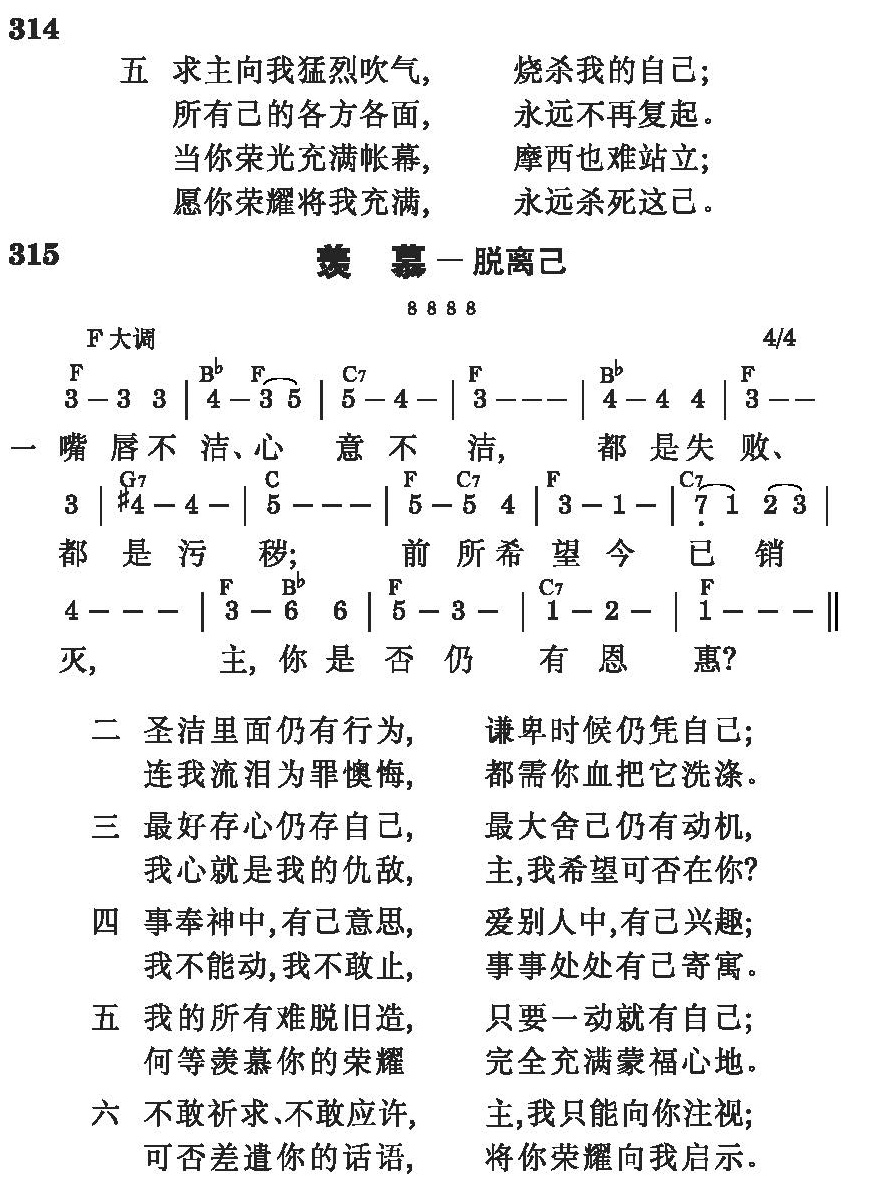 314
五 求主向我猛烈吹气, 烧杀我的自己;
所有己的各方各面, 永远不再复起。
当你荣光充满帐幕, 摩西也难站立;
愿你荣耀将我充满, 永远杀死这己。
315 羡 慕 — 脱离己
8 8 8 8
F 大调 4/4
F B♭ F C7 F B♭ F
3 – 3 3 | 4 – 3 5 | 5 – 4 – | 3 – – – | 4 – 4 4 | 3 – –
一 嘴 唇 不 洁、心 意 不 洁, 都 是 失 败、
G7 C F C7 F C7
3 | ♯4 – 4 – | 5 – – – | 5 – 5 4 | 3 – 1 – | 7̣ 1 2 3 |
都 是 污 秽; 前 所 希 望 今 已 销
F B♭ F C7 F
4 – – – | 3 – 6 6 | 5 – 3 – | 1 – 2 – | 1 – – – ‖
灭, 主, 你 是 否 仍 有 恩 惠?
二 圣洁里面仍有行为, 谦卑时候仍凭自己;
连我流泪为罪懊悔, 都需你血把它洗涤。
三 最好存心仍存自己, 最大舍己仍有动机,
我心就是我的仇敌, 主,我希望可否在你?
四 事奉神中,有己意思, 爱别人中,有己兴趣;
我不能动,我不敢止, 事事处处有己寄寓。
五 我的所有难脱旧造, 只要一动就有自己;
何等羡慕你的荣耀 完全充满蒙福心地。
六 不敢祈求、不敢应许, 主,我只能向你注视;
可否差遣你的话语, 将你荣耀向我启示。